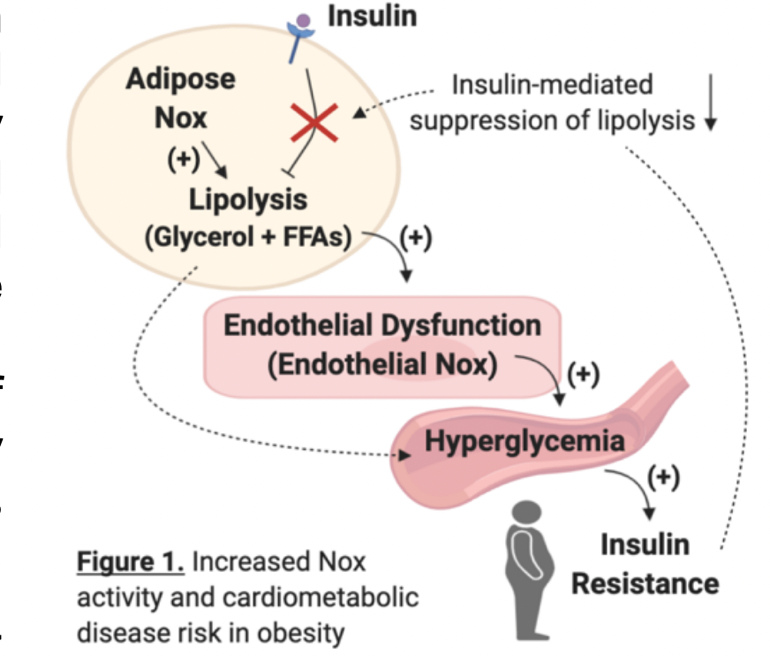 Insulin
Adipose
Nox
(+)
Insulin-mediated
suppression of lipolysis
Lipolysis
(Glycerol + FFAs)
(+)
Endothelial Dysfunction
(Endothelial Nox)
(+)
Hyperglycemia
(+)
Insulin
Resistance
Figure 1. Increased Nox
activity and cardiometabolic
disease risk in obesity